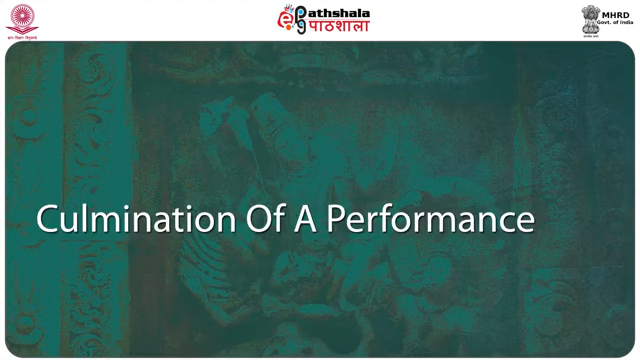 ePathshala
पाठशाला
MHRD
Govt. of India
Culmination Of A Performance